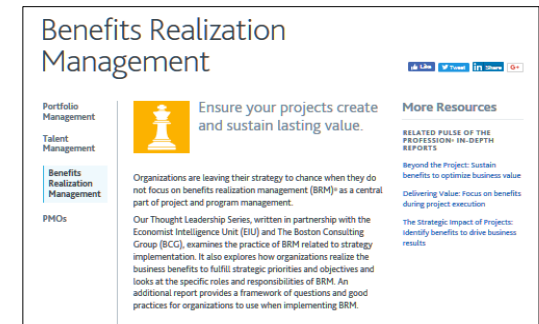 Benefits Realization
Management
Like
Tweet
Share
G+
Portfolio
Management
Talent
Management
Benefits
Realization
Management
PMOs
Ensure your projects create
and sustain lasting value.
Organizations are leaving their strategy to chance when they do
not focus on benefits realization management (BRM)* as a central
part of project and program management.
Our Thought Leadership Series, written in partnership with the
Economist Intelligence Unit (EIU) and The Boston Consulting
Group (BCG), examines the practice of BRM related to strategy
implementation. It also explores how organizations realize the
business benefits to fulfill strategic priorities and objectives and
looks at the specific roles and responsibilities of BRM. An
additional report provides a framework of questions and good
practices for organizations to use when implementing BRM.
More Resources
RELATED PULSE OF THE
PROFESSION® IN-DEPTH
REPORTS
Beyond the Project: Sustain
benefits to optimize business value
Delivering Value: Focus on benefits
during project execution
The Strategic Impact of Projects:
Identify benefits to drive business
results